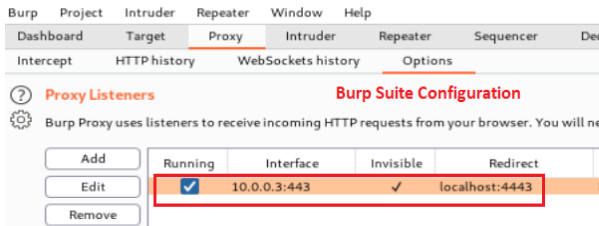 Burp Project Intruder Repeater Window Help
Dashboard Target Proxy Intruder Repeater Sequencer
Intercept HTTP history WebSockets history Options
? Proxy Listeners Burp Suite Configuration
Burp Proxy uses listeners to receive incoming HTTP requests from your browser. You will
Add Running Interface Invisible Redirect
Edit 10.0.0.3:443 ✓ localhost:4443
Remove